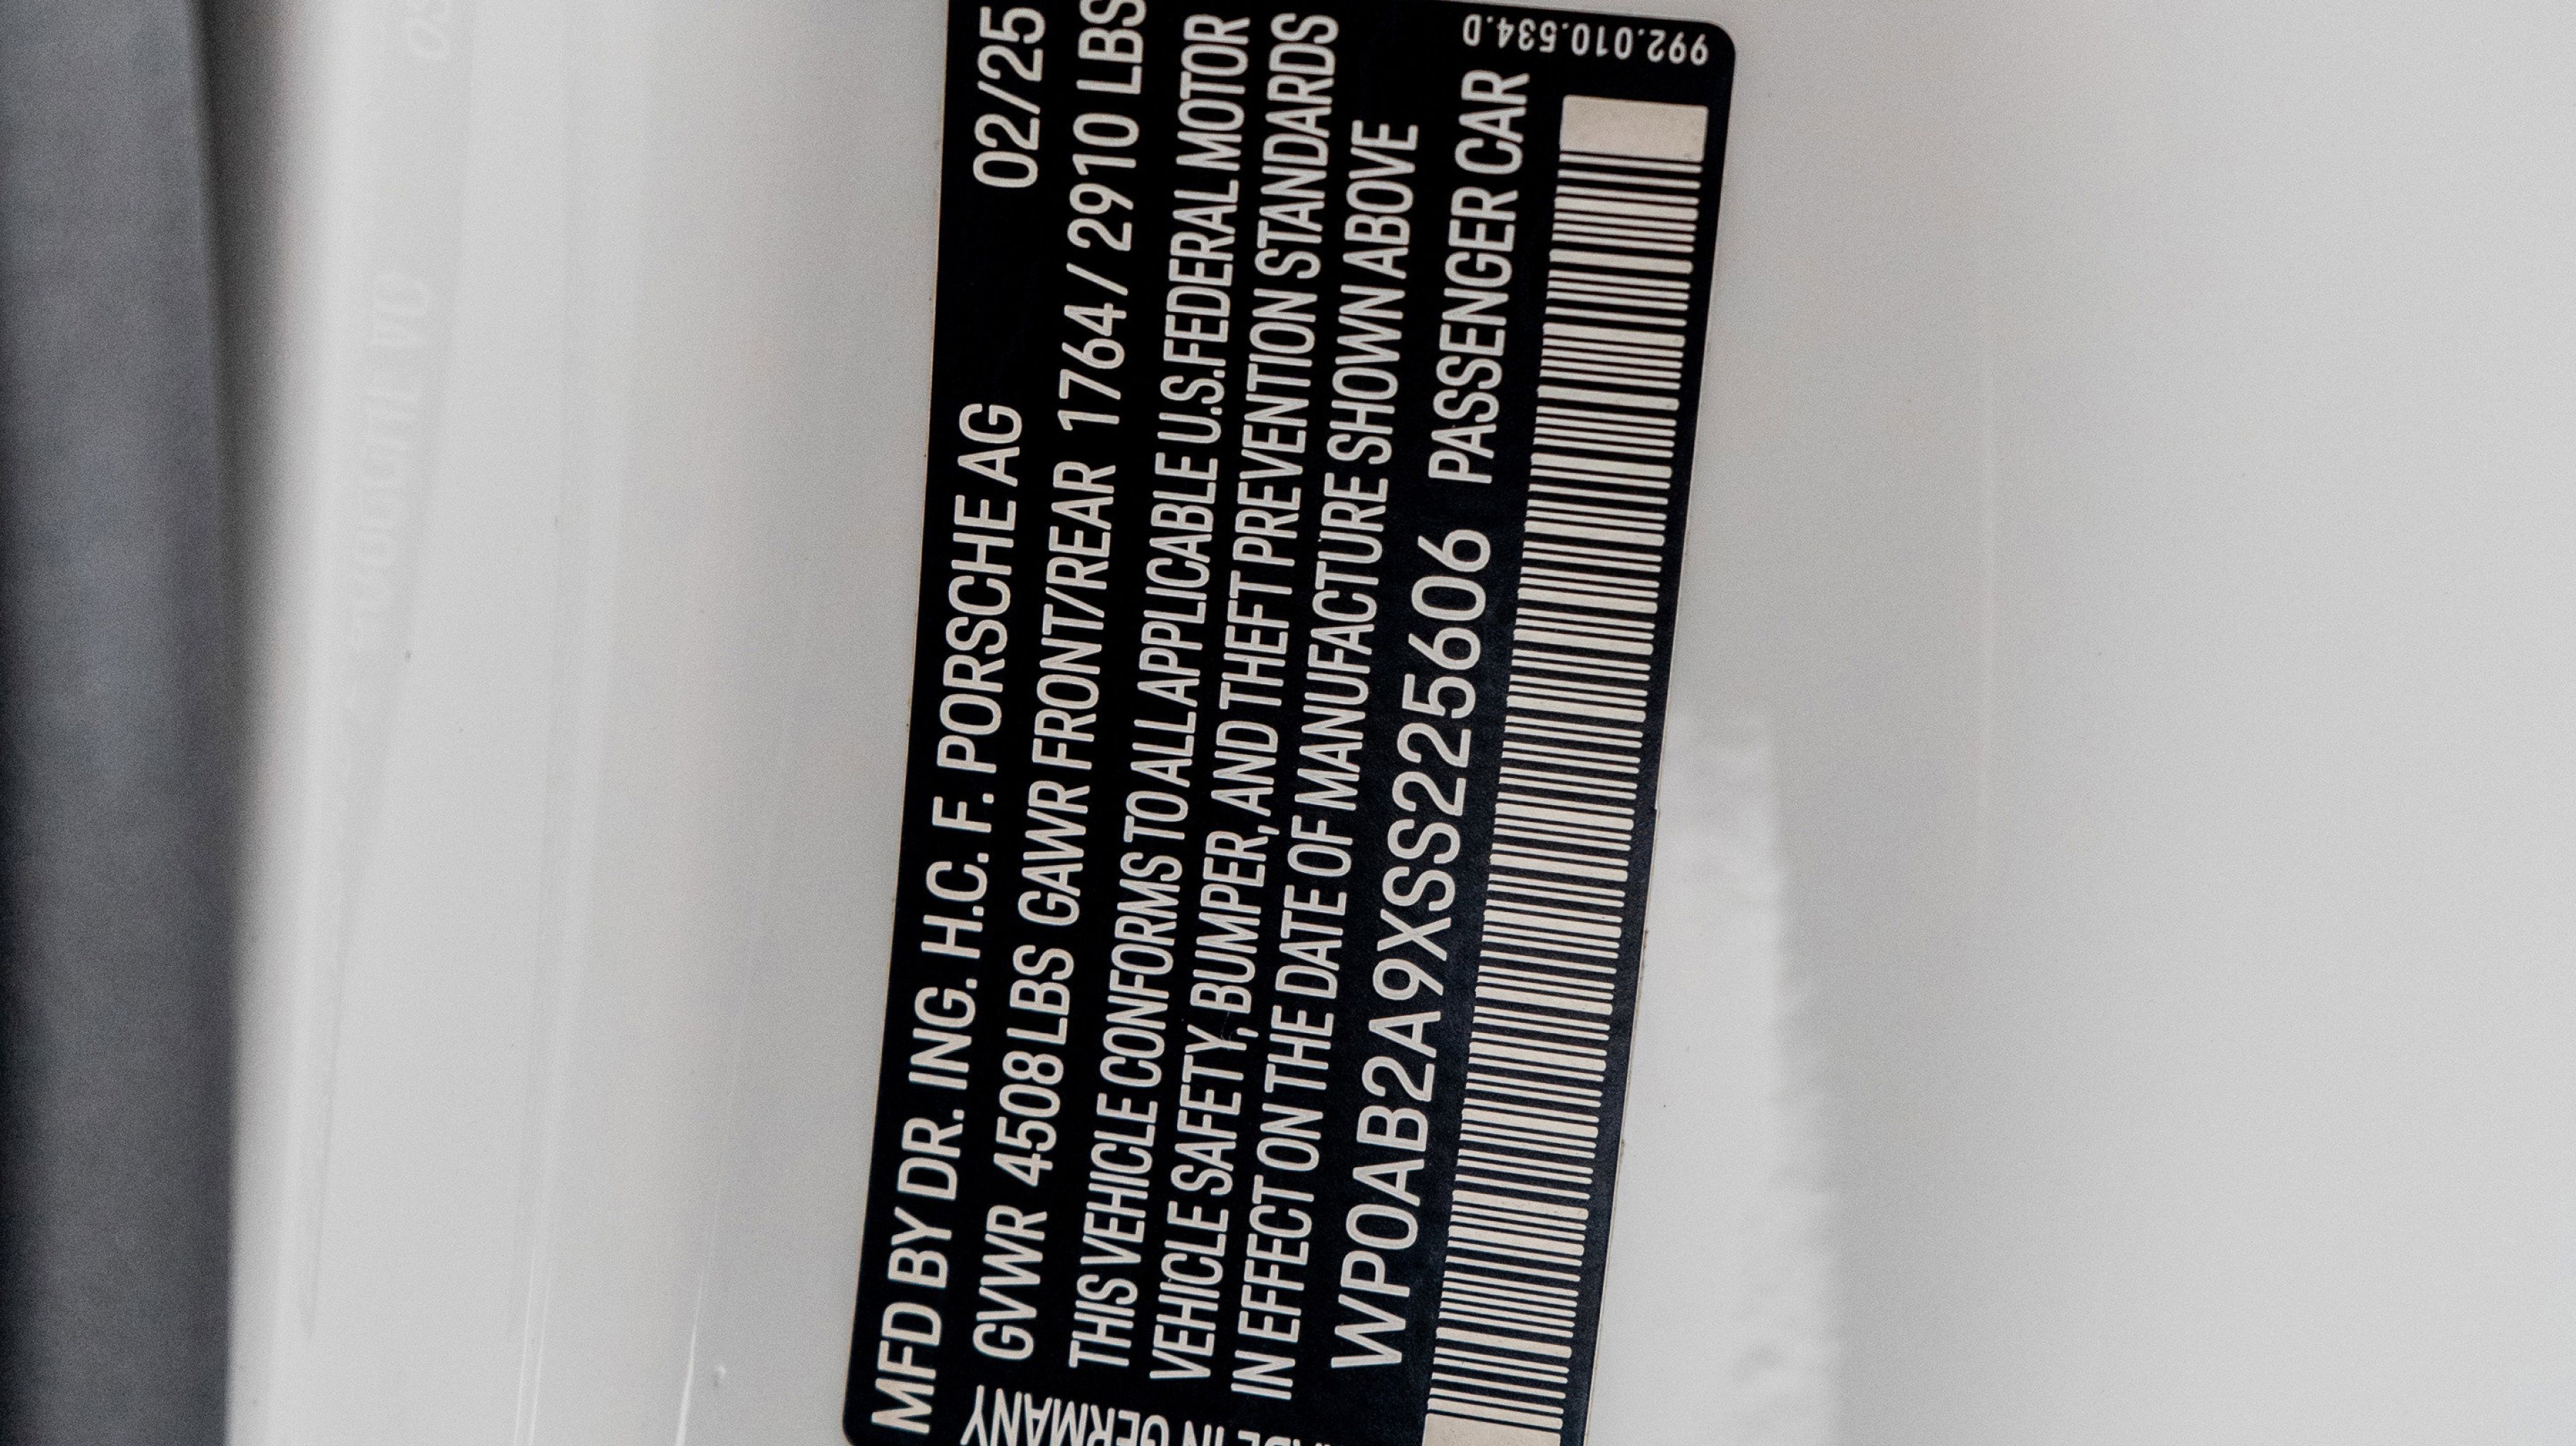 MFD BY DR. ING. H.C. F. PORSCHE AG 02/25
GVWR 4508 LBS GAWR FRONT/REAR 1764 / 2910 LBS
THIS VEHICLE CONFORMS TO ALL APPLICABLE U.S. FEDERAL MOTOR
VEHICLE SAFETY, BUMPER, AND THEFT PREVENTION STANDARDS
IN EFFECT ON THE DATE OF MANUFACTURE SHOWN ABOVE
WP0AB2A9XSS225606 PASSENGER CAR
IN GERMANY
992.010.534.D